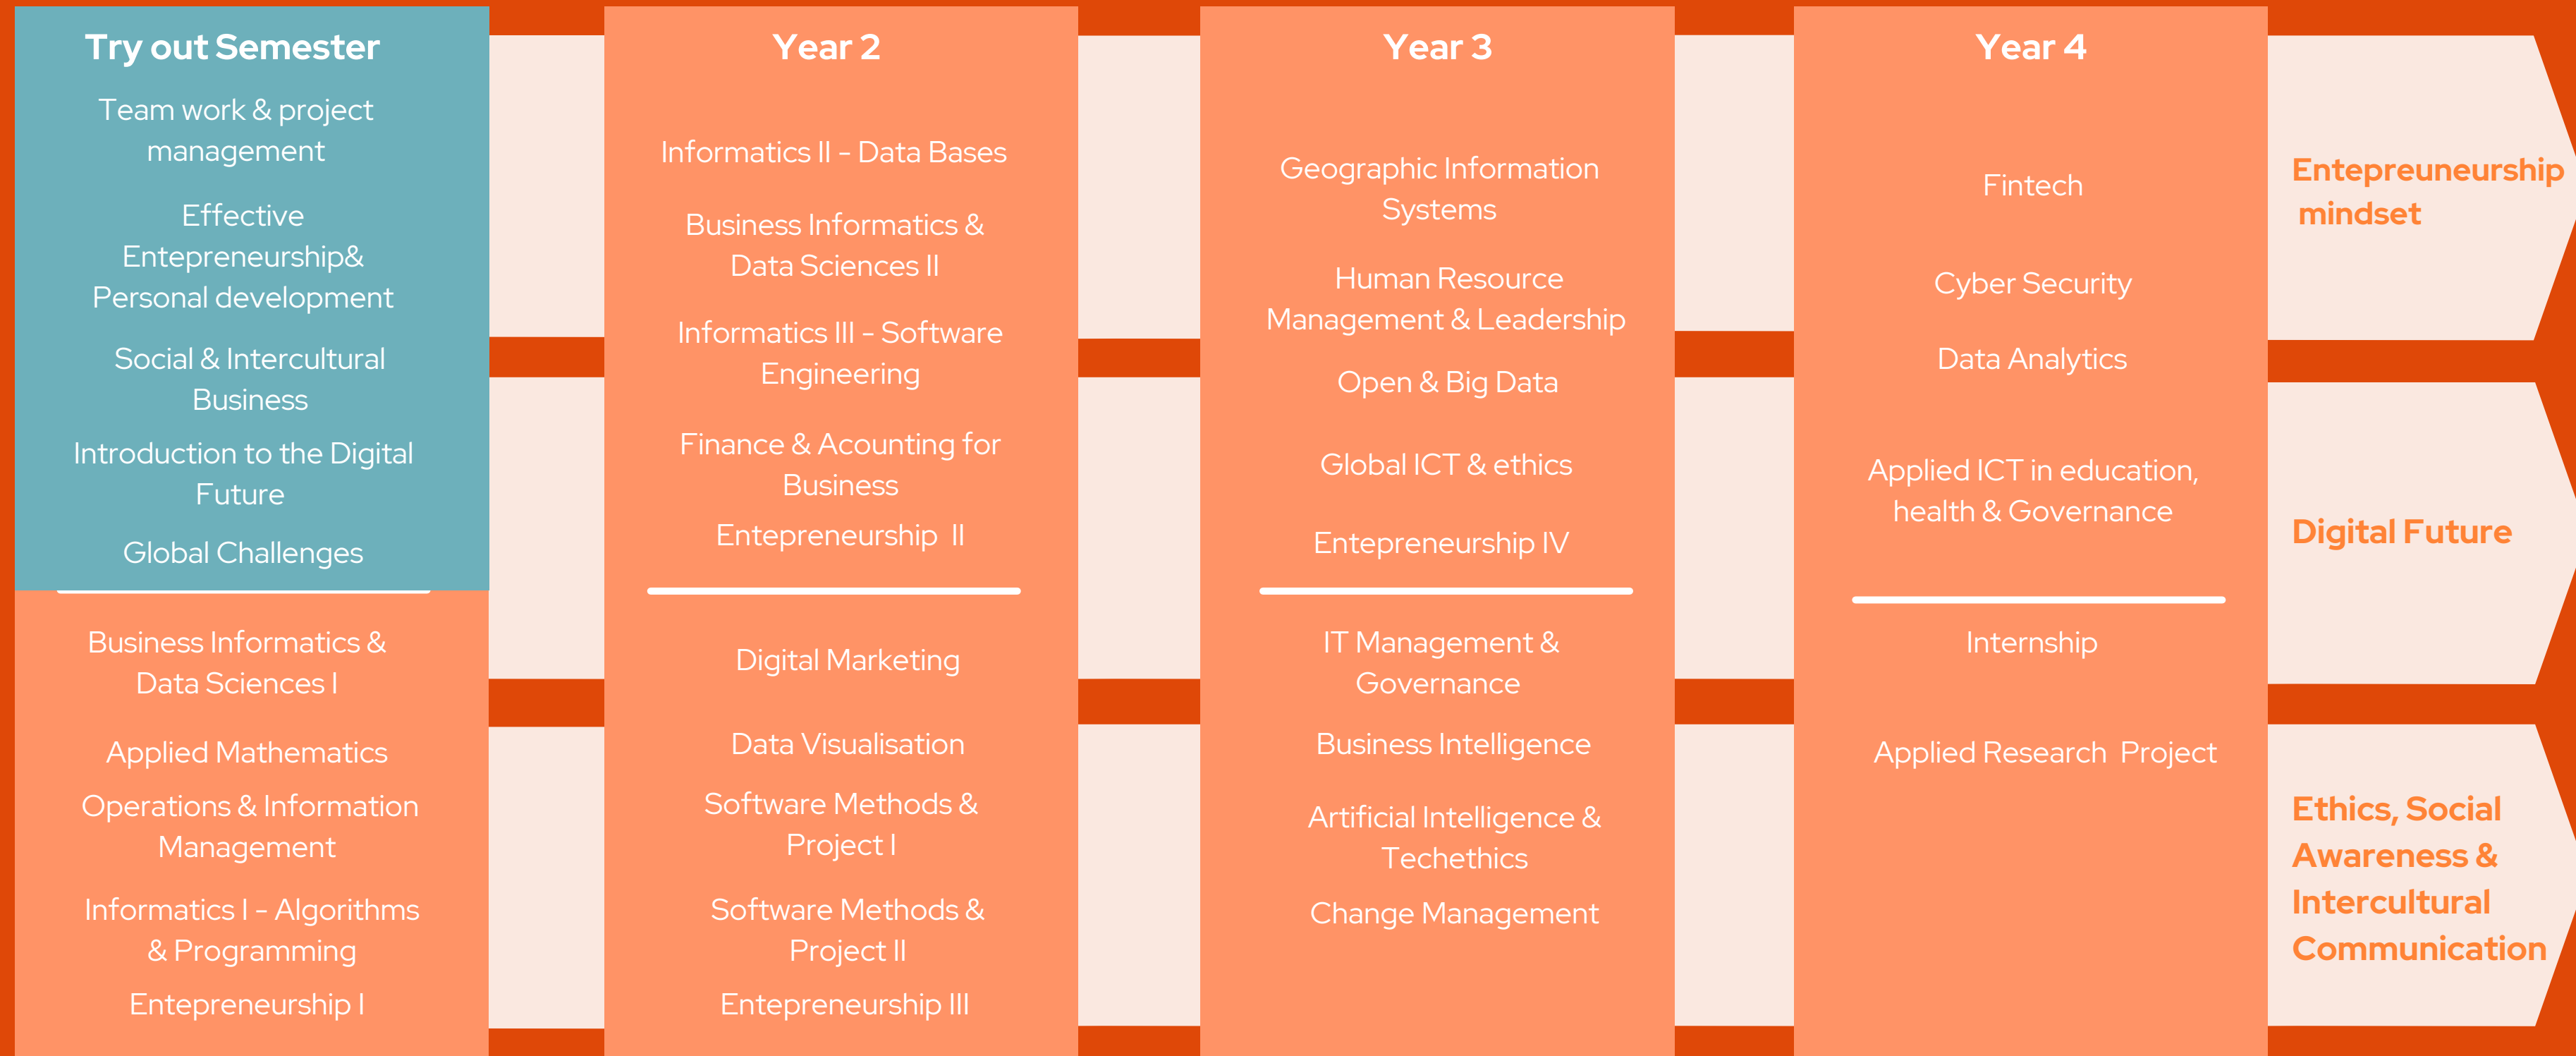 Try out Semester
Team work & project
management
Effective
Entepreneurship&
Personal development
Social & Intercultural
Business
Introduction to the Digital
Future
Global Challenges
Business Informatics &
Data Sciences I
Applied Mathematics
Operations & Information
Management
Informatics I - Algorithms
& Programming
Entepreneurship I
Year 2
Informatics II - Data Bases
Business Informatics &
Data Sciences II
Informatics III - Software
Engineering
Finance & Acounting for
Business
Entepreneurship II
Digital Marketing
Data Visualisation
Software Methods &
Project I
Software Methods &
Project II
Entepreneurship III
Year 3
Geographic Information
Systems
Human Resource
Management & Leadership
Open & Big Data
Global ICT & ethics
Entepreneurship IV
IT Management &
Governance
Business Intelligence
Artificial Intelligence &
Techethics
Change Management
Year 4
Fintech
Cyber Security
Data Analytics
Applied ICT in education,
health & Governance
Internship
Applied Research Project
Entepreuneurship
mindset
Digital Future
Ethics, Social
Awareness &
Intercultural
Communication